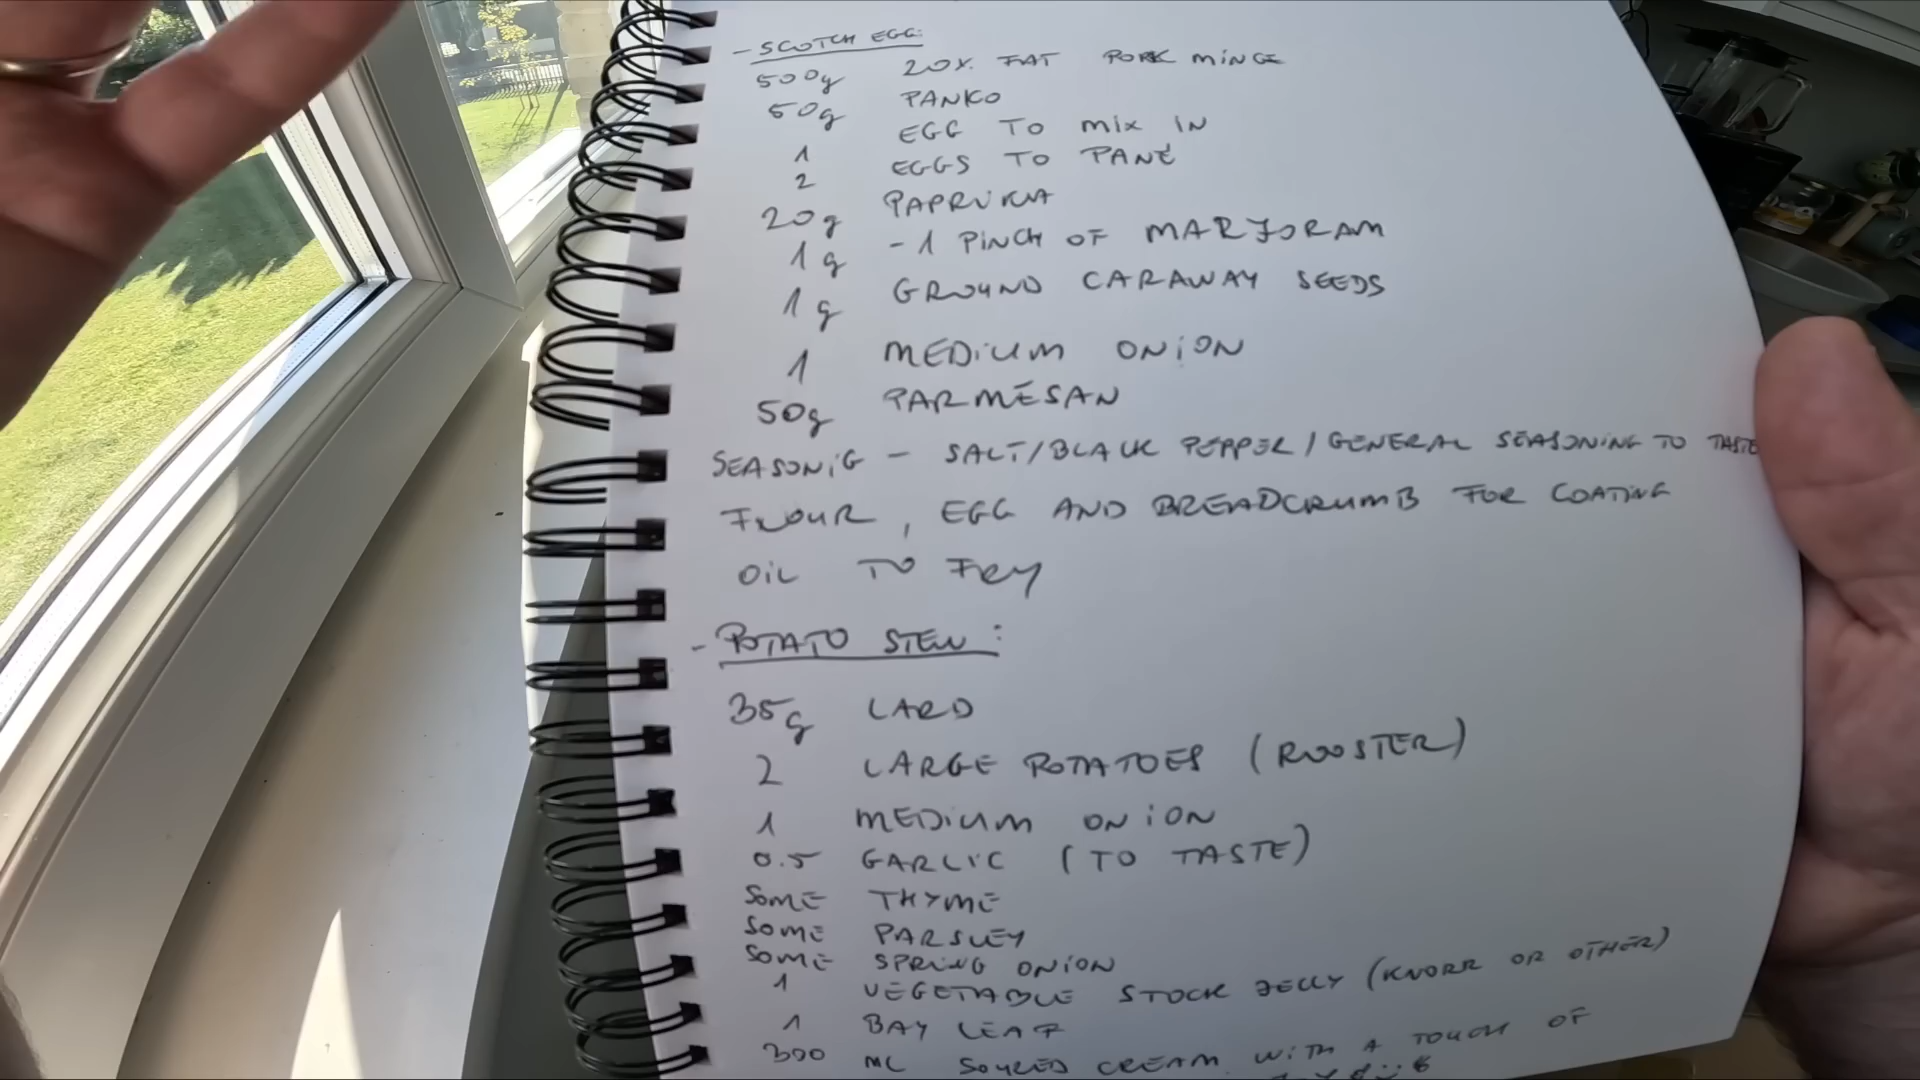 - SCOTCH EGG:
500g 20% FAT PORK MINCE
50g PANKO
1 EGG TO MIX IN
2 EGGS TO PANÉ
20g PAPRIKA
1g - 1 PINCH OF MARJORAM
1g GROUND CARAWAY SEEDS
1 MEDIUM ONION
50g PARMESAN
SEASONIG - SALT/BLACK PEPPER/GENERAL SEASONING TO TASTE
FLOUR, EGG AND BREADCRUMB FOR COATING
OIL TO FRY
- POTATO STEW:
35g LARD
2 LARGE POTATOES (ROOSTER)
1 MEDIUM ONION
0.5 GARLIC (TO TASTE)
SOME THYME
SOME PARSLEY
SOME SPRING ONION
1 VEGETABLE STOCK JELLY (KNORR OR OTHER)
1 BAY LEAF
300 ML SOURED CREAM WITH A TOUCH OF